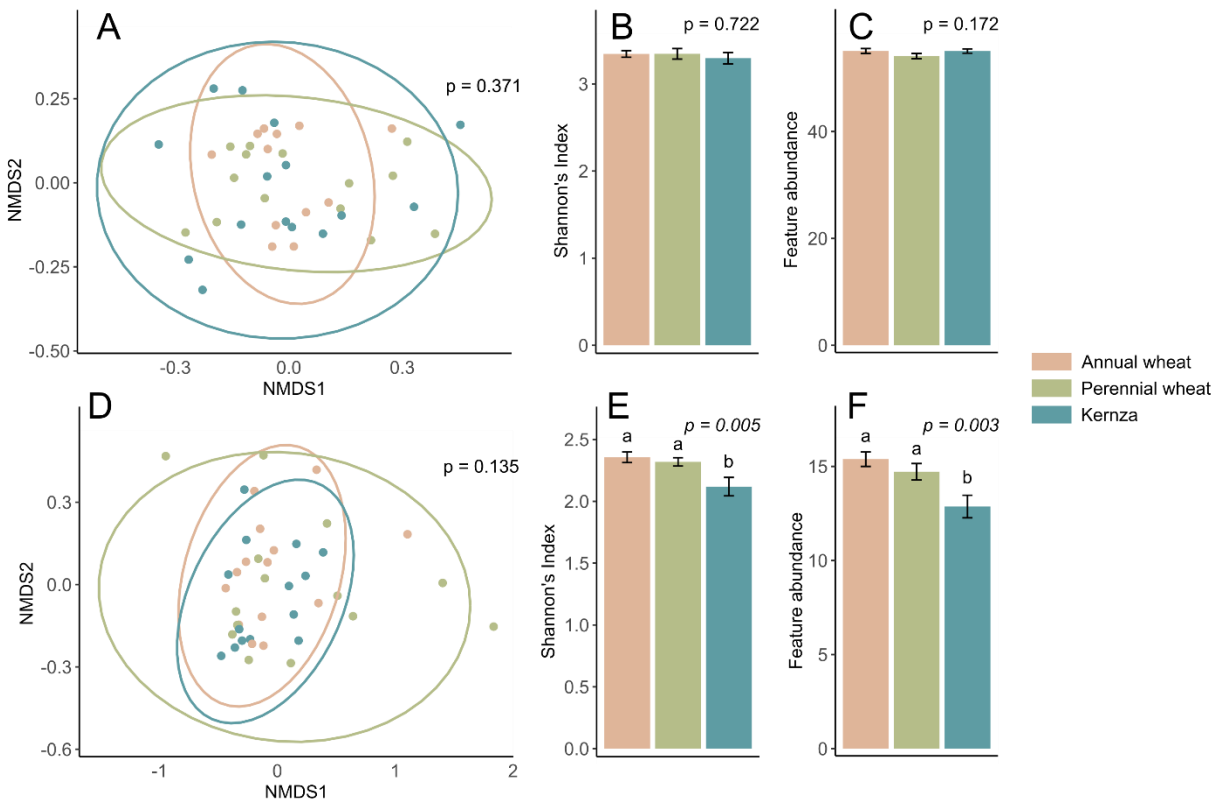 A
p = 0.371
0.25
0.00
-0.25
-0.50
NMDS2
-0.3
0.0
0.3
NMDS1
B
p = 0.722
3
2
1
0
Shannon's Index
C
p = 0.172
40
20
0
Feature abundance
Annual wheat
Perennial wheat
Kernza
D
p = 0.135
0.3
0.0
-0.3
-0.6
NMDS2
-1
0
1
2
NMDS1
E
p = 0.005
a
a
b
2.5
2.0
1.5
1.0
0.5
0.0
Shannon's Index
F
p = 0.003
a
a
b
15
10
5
0
Feature abundance